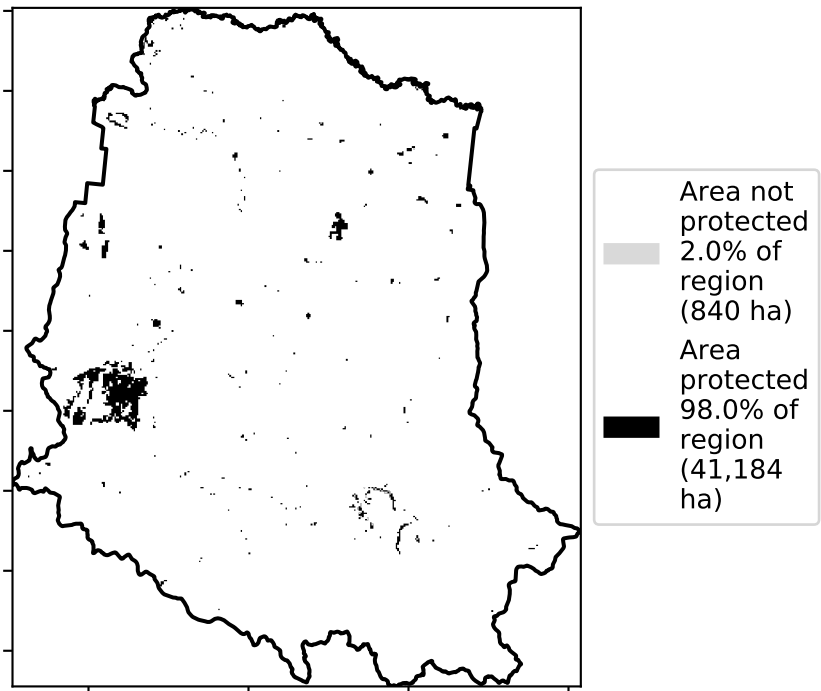 Area not
protected
2.0% of
region
(840 ha)
Area
protected
98.0% of
region
(41,184
ha)